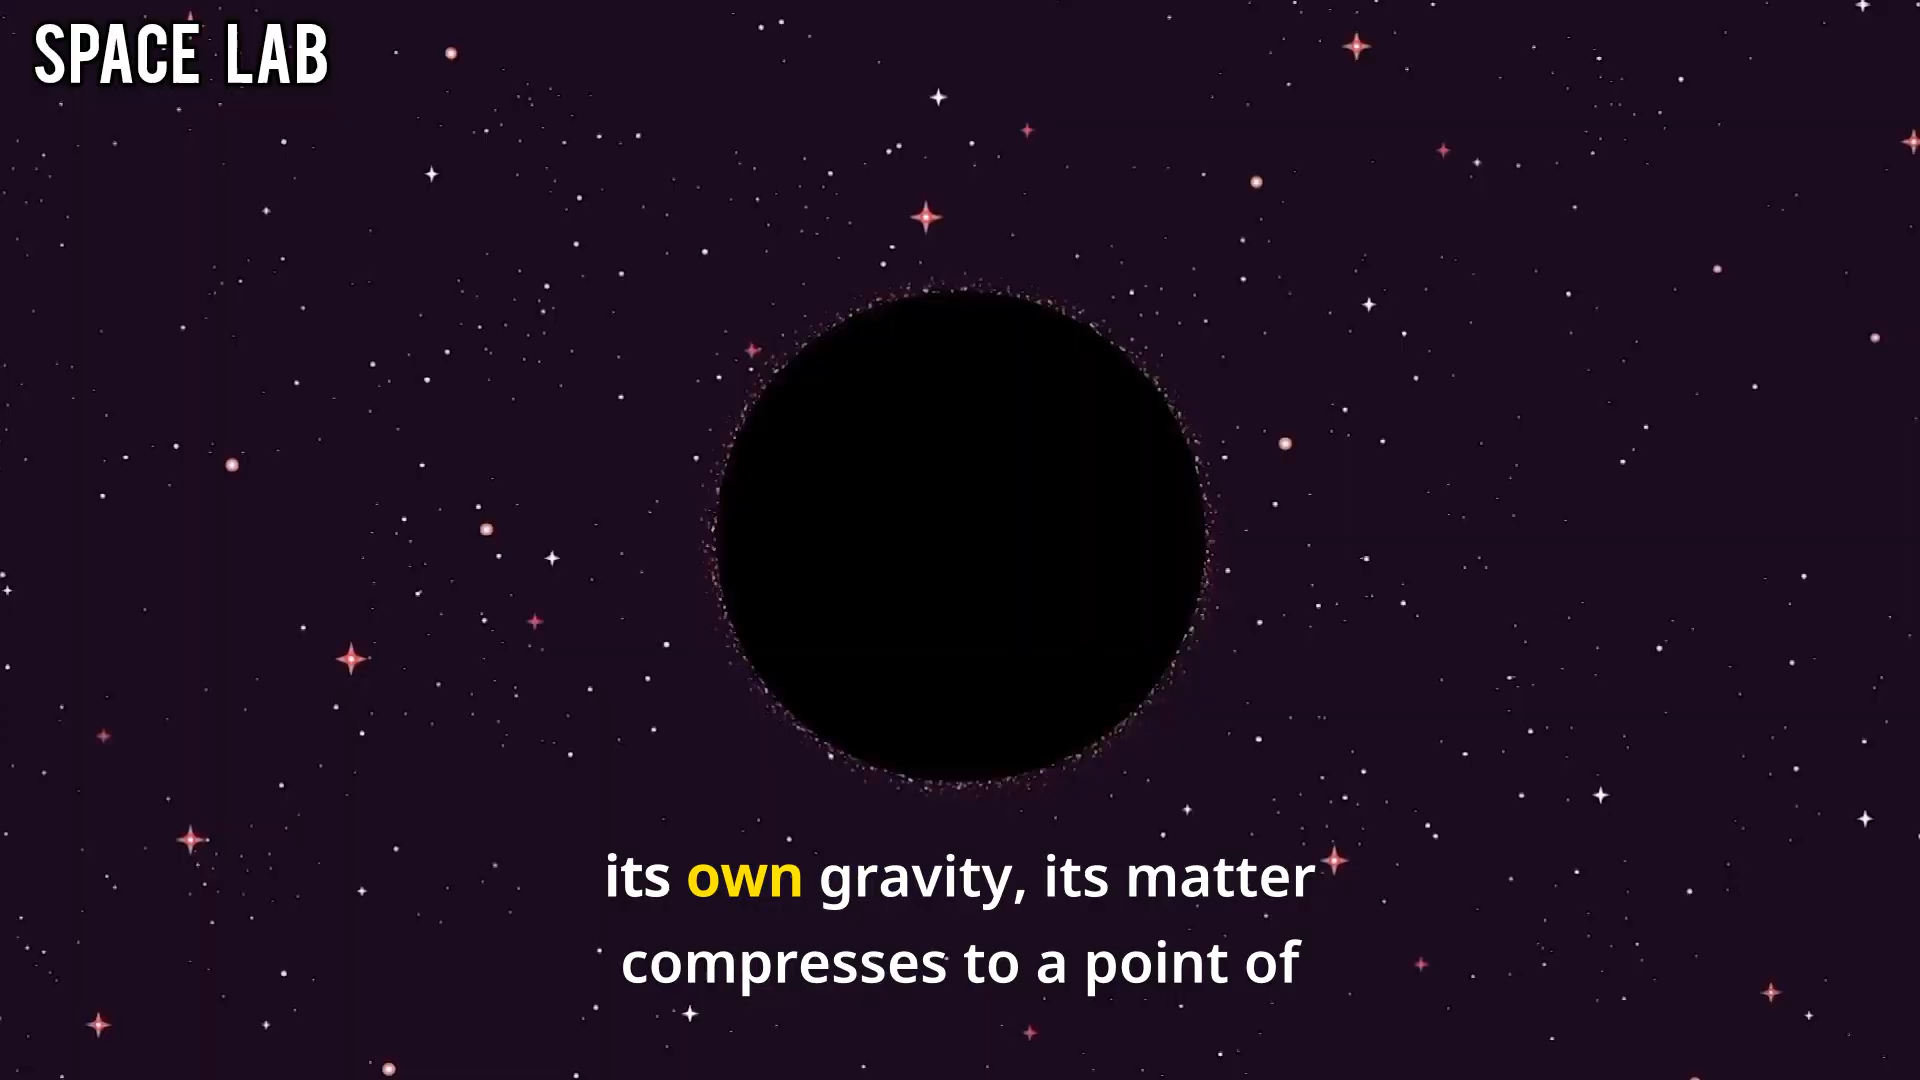 SPACE LAB
its own gravity, its matter
compresses to a point of